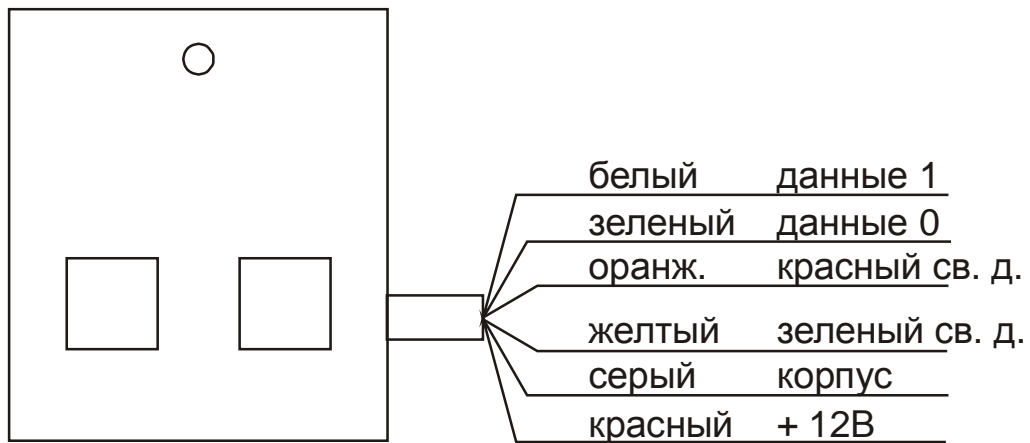 белый данные 1
зеленый данные 0
оранж. красный св. д.
желтый зеленый св. д.
серый корпус
красный + 12В